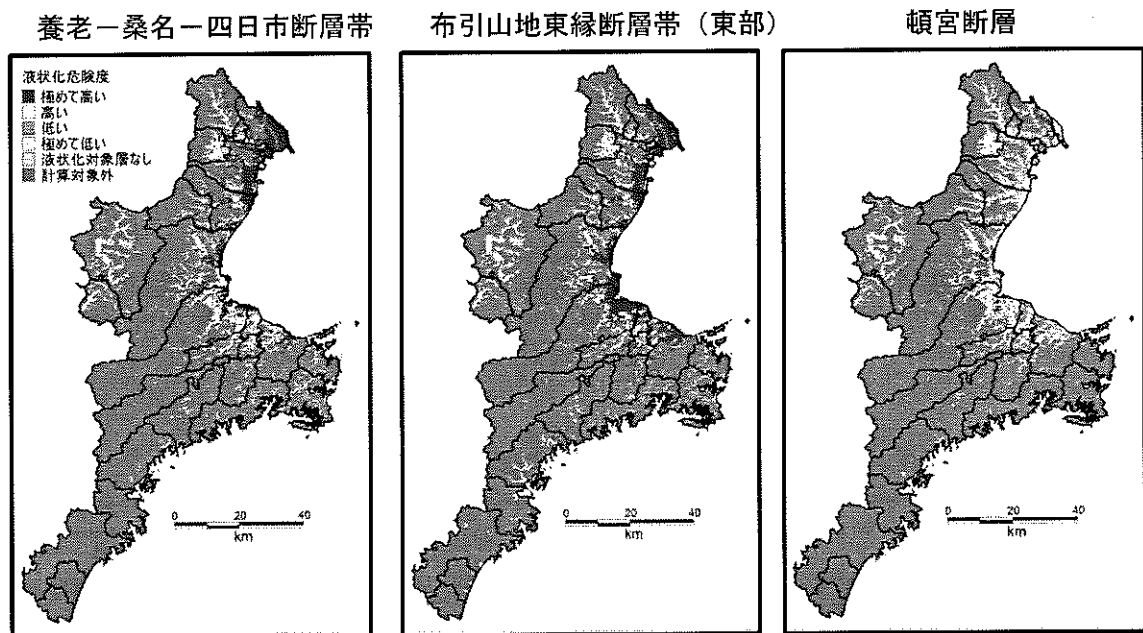 養老－桑名－四日市断層帯
布引山地東縁断層帯（東部）
頓宮断層
液状化危険度
極めて高い
高い
低い
極めて低い
液状化対象層なし
計算対象外
0 20 40
km
0 20 40
km
0 20 40
km